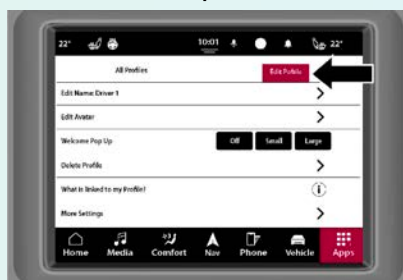 22° 10:01 22°
All Profiles Edit Profile
Edit Name: Driver 1
Edit Avatar
Welcome Pop Up Off Small Large
Delete Profile
What is linked to my Profile? i
More Settings
Home Media Comfort Nav Phone Vehicle Apps